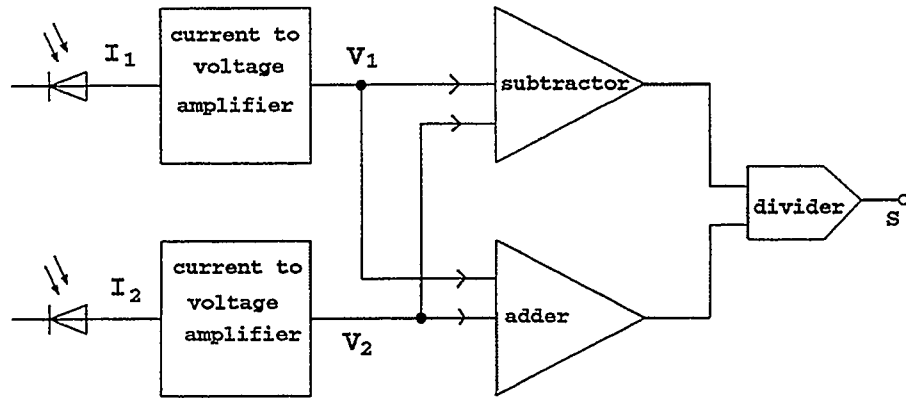 I₁
current to
voltage
amplifier
V₁
subtractor
divider
S
I₂
current to
voltage
amplifier
V₂
adder